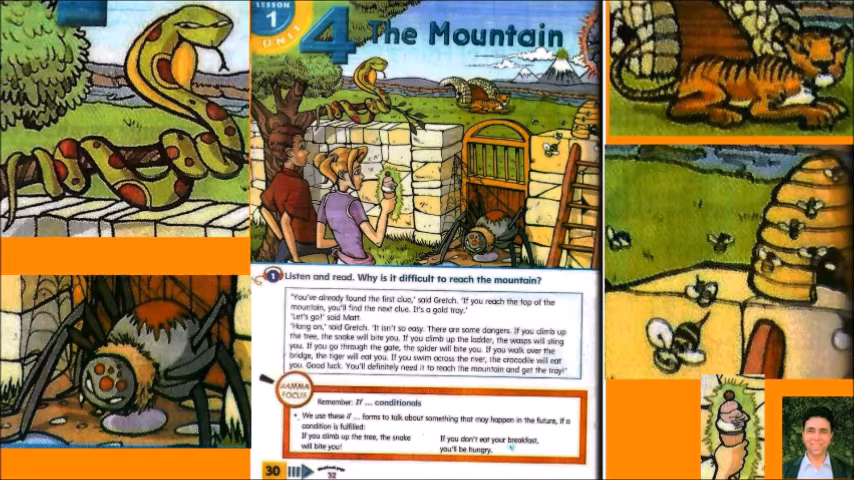 LESSON
1
UNIT
4 The Mountain
1 Listen and read. Why is it difficult to reach the mountain?
'You've already found the first clue,' said Gretch. 'If you reach the top of the
mountain, you'll find the next clue. It's a gold tray.'
'Let's go!' said Matt.
'Hang on,' said Gretch. 'It isn't so easy. There are some dangers. If you climb up
the tree, the snake will bite you. If you climb up the ladder, the wasps will sting
you. If you go through the gate, the spider will bite you. If you walk over the
bridge, the tiger will eat you. If you swim across the river, the crocodile will eat
you. Good luck. You'll definitely need it to reach the mountain and get the tray!'
GRAMMAR
FOCUS
Remember: If ... conditionals
• We use these if ... forms to talk about something that may happen in the future, if a
condition is fulfilled:
If you climb up the tree, the snake
will bite you!
If you don't eat your breakfast,
you'll be hungry.
30
32